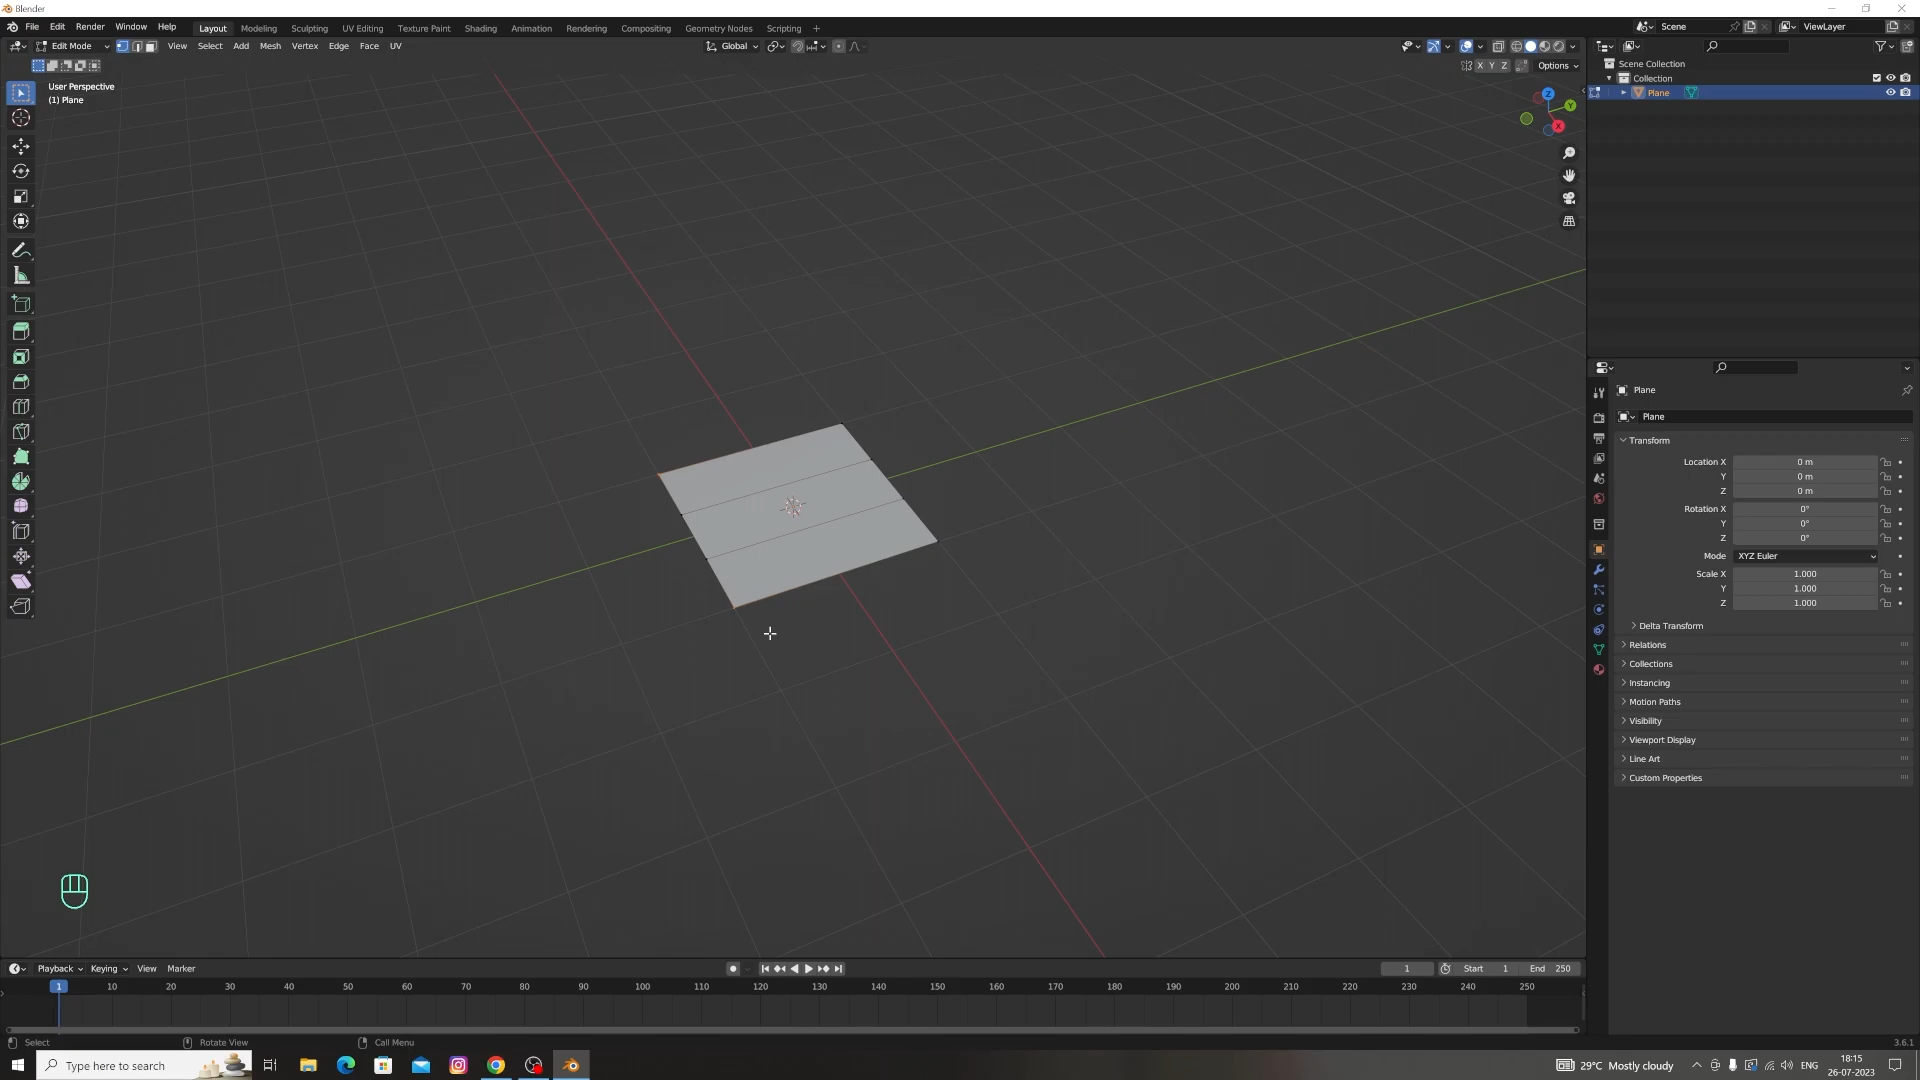 Blender
File Edit Render Window Help Layout Modeling Sculpting UV Editing Texture Paint Shading Animation Rendering Compositing Geometry Nodes Scripting + Scene ViewLayer
Edit Mode View Select Add Mesh Vertex Edge Face UV Global
X Y Z Options
User Perspective
(1) Plane
Z
Y
X
Scene Collection
Collection
Plane
Plane
Plane
Transform
Location X 0 m
Y 0 m
Z 0 m
Rotation X 0°
Y 0°
Z 0°
Mode XYZ Euler
Scale X 1.000
Y 1.000
Z 1.000
Delta Transform
Relations
Collections
Instancing
Motion Paths
Visibility
Viewport Display
Line Art
Custom Properties
Playback Keying View Marker 1 Start 1 End 250
1 10 20 30 40 50 60 70 80 90 100 110 120 130 140 150 160 170 180 190 200 210 220 230 240 250
Select Rotate View Call Menu 3.6.1
Type here to search 29°C Mostly cloudy ENG 18:15
26-07-2023